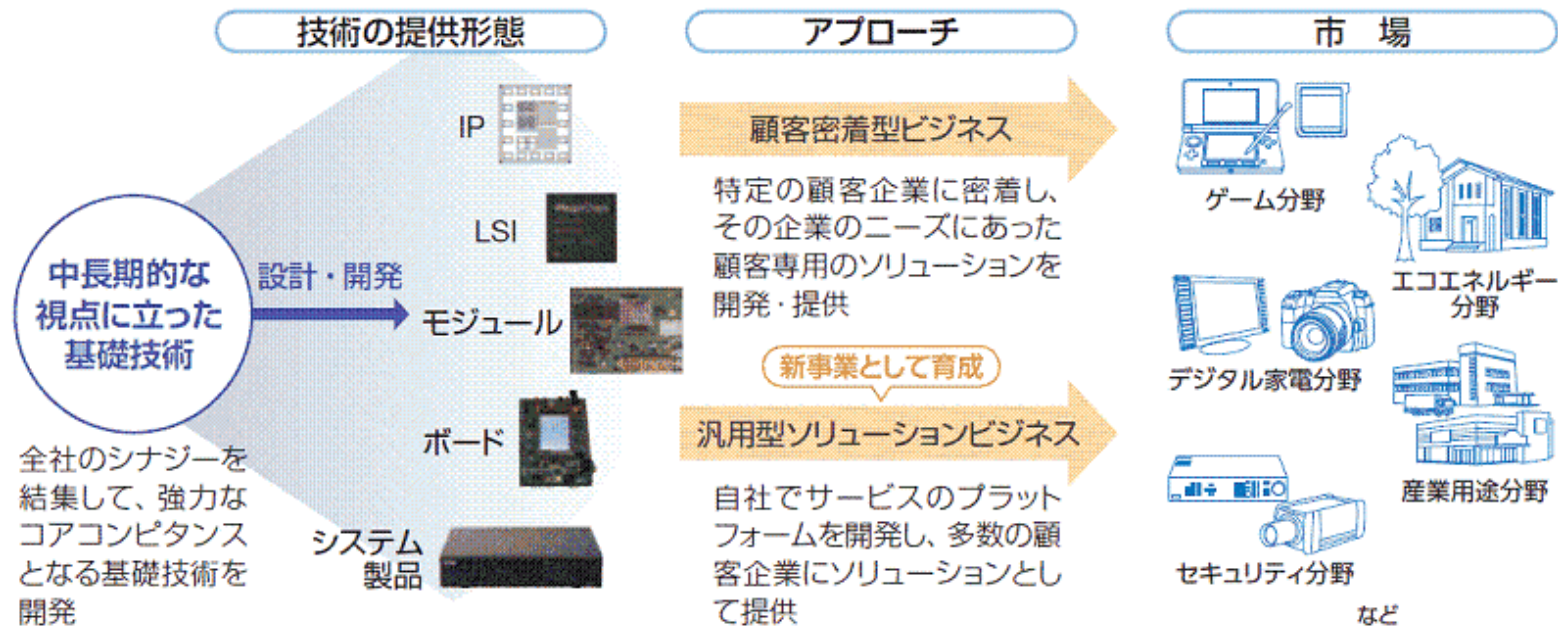 技術の提供形態
アプローチ
市 場
中長期的な
視点に立った
基礎技術
全社のシナジーを
結集して、強力な
コアコンピタンス
となる基礎技術を
開発
設計・開発
IP
LSI
モジュール
ボード
システム
製品
顧客密着型ビジネス
特定の顧客企業に密着し、
その企業のニーズにあった
顧客専用のソリューションを
開発・提供
新事業として育成
汎用型ソリューションビジネス
自社でサービスのプラット
フォームを開発し、多数の顧
客企業にソリューションとし
て提供
ゲーム分野
エコエネルギー
分野
デジタル家電分野
産業用途分野
セキュリティ分野
など